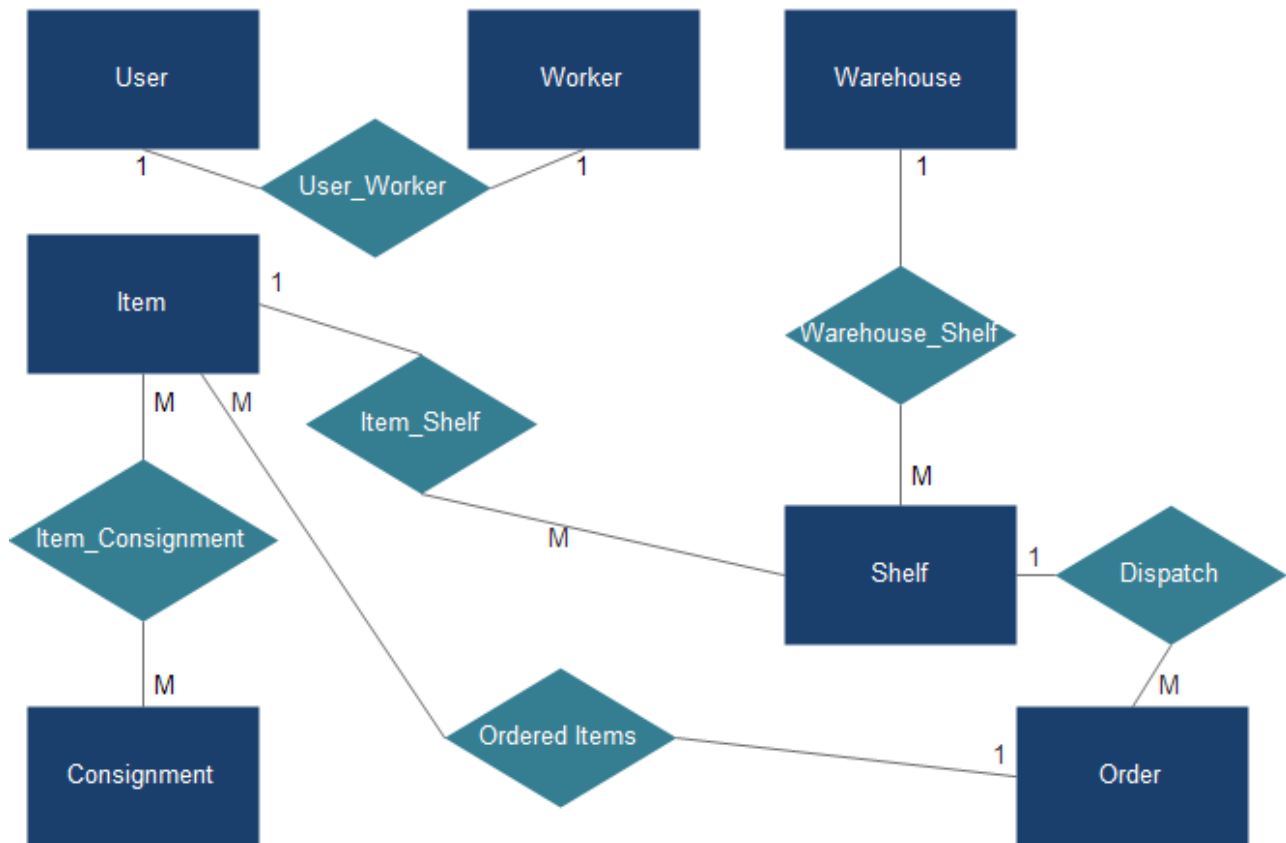 User
Worker
Warehouse
1
User_Worker
1
1
Item
1
Warehouse_Shelf
M
M
Item_Shelf
M
Item_Consignment
M
Shelf
1
Dispatch
M
M
Ordered Items
1
Consignment
Order